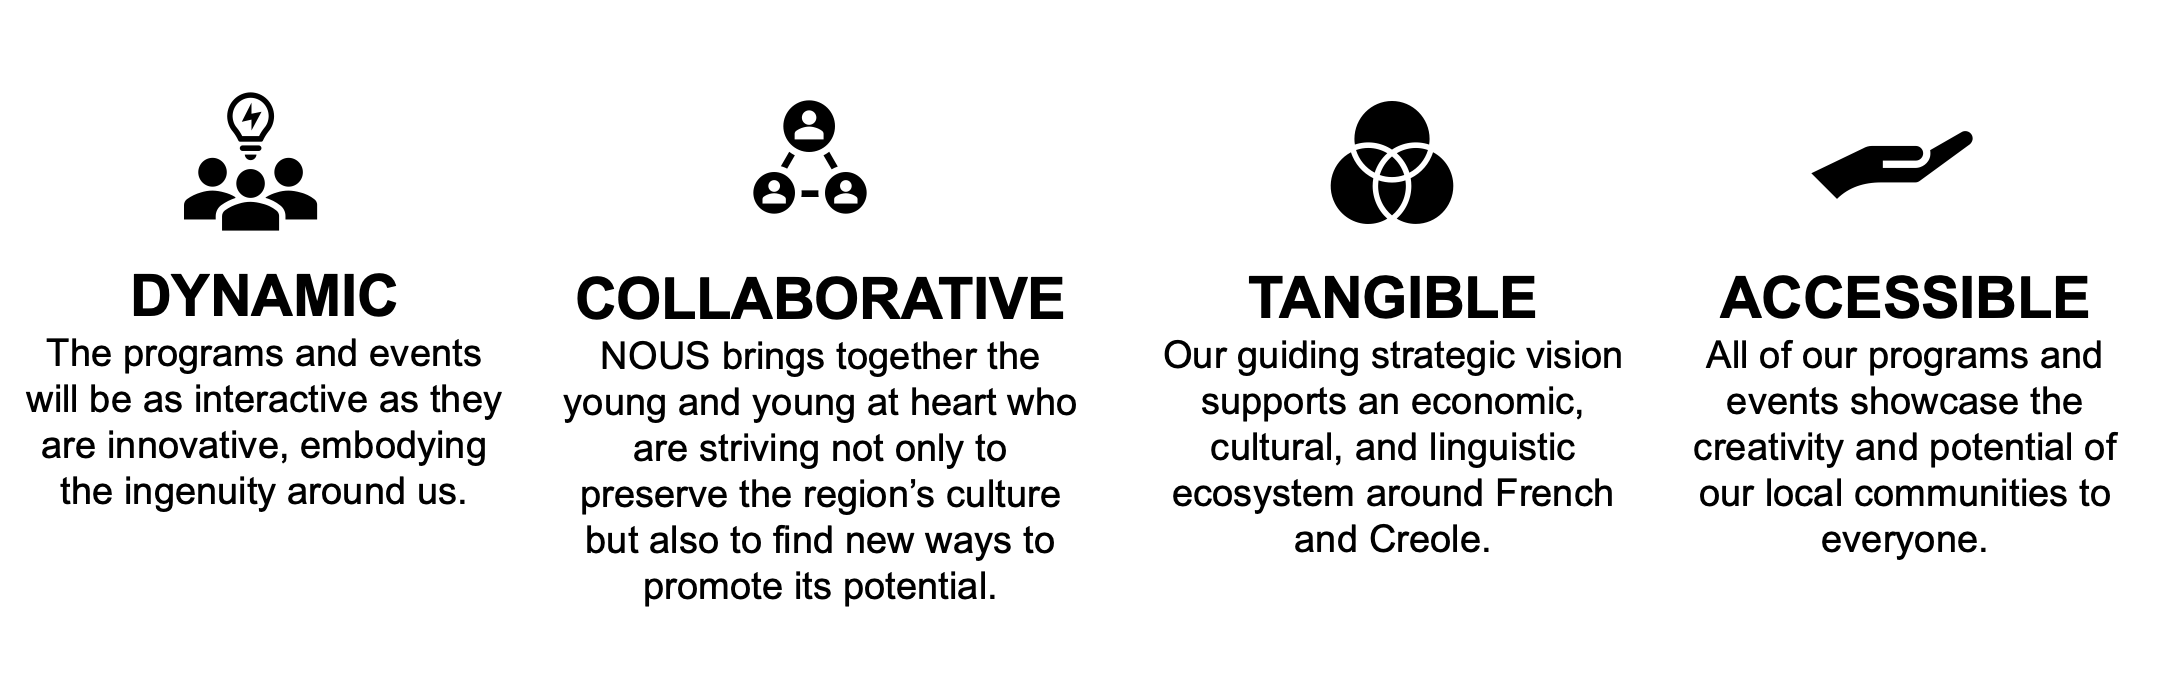 DYNAMIC
The programs and events
will be as interactive as they
are innovative, embodying
the ingenuity around us.
COLLABORATIVE
NOUS brings together the
young and young at heart who
are striving not only to
preserve the region’s culture
but also to find new ways to
promote its potential.
TANGIBLE
Our guiding strategic vision
supports an economic,
cultural, and linguistic
ecosystem around French
and Creole.
ACCESSIBLE
All of our programs and
events showcase the
creativity and potential of
our local communities to
everyone.